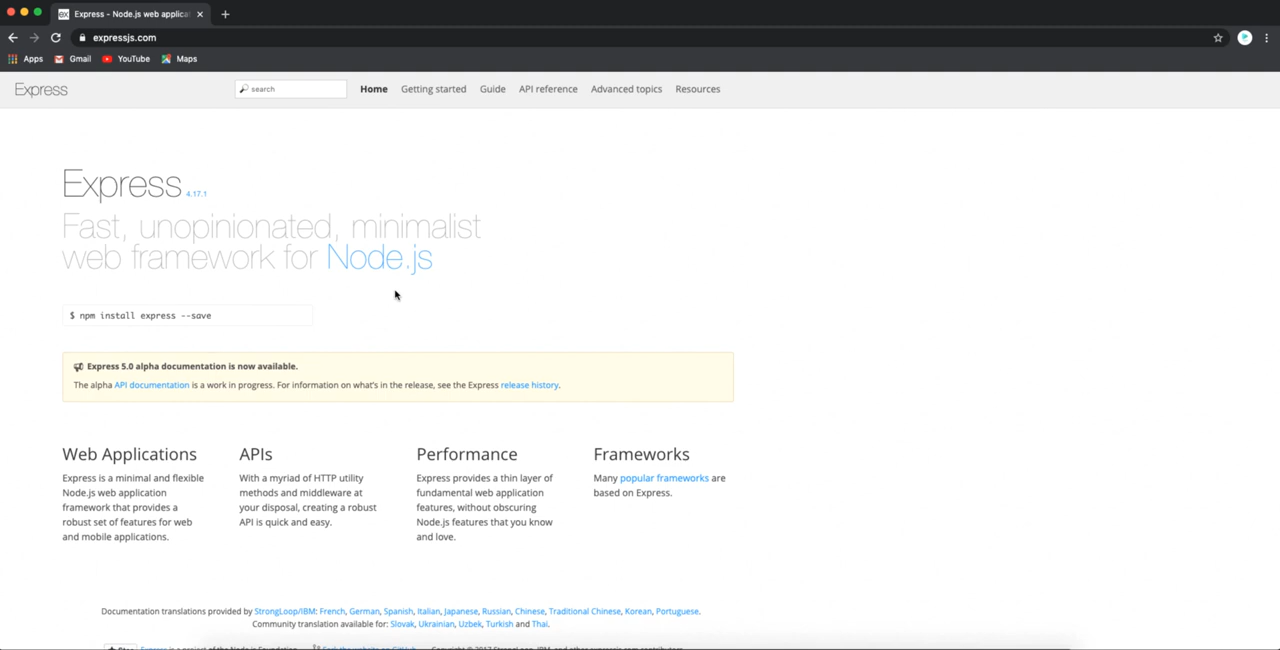 Express - Node.js web applica
expressjs.com
Apps Gmail YouTube Maps
Express search Home Getting started Guide API reference Advanced topics Resources
Express 4.17.1
Fast, unopinionated, minimalist
web framework for Node.js
$ npm install express --save
Express 5.0 alpha documentation is now available.
The alpha API documentation is a work in progress. For information on what's in the release, see the Express release history.
Web Applications
Express is a minimal and flexible
Node.js web application
framework that provides a
robust set of features for web
and mobile applications.
APIs
With a myriad of HTTP utility
methods and middleware at
your disposal, creating a robust
API is quick and easy.
Performance
Express provides a thin layer of
fundamental web application
features, without obscuring
Node.js features that you know
and love.
Frameworks
Many popular frameworks are
based on Express.
Documentation translations provided by StrongLoop/IBM: French, German, Spanish, Italian, Japanese, Russian, Chinese, Traditional Chinese, Korean, Portuguese.
Community translation available for: Slovak, Ukrainian, Uzbek, Turkish and Thai.